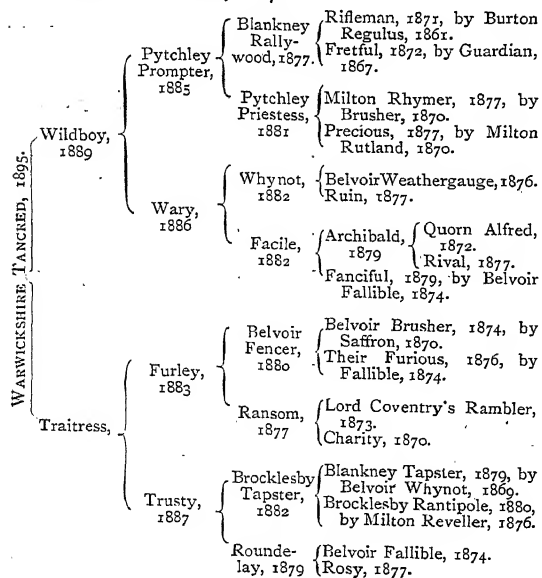 WARWICKSHIRE TANCRED, 1895.
Wildboy,
1889
Pytchley
Prompter,
1885
Blankney
Rally-
wood, 1877.
Rifleman, 1871, by Burton
Regulus, 1861.
Fretful, 1872, by Guardian,
1867.
Pytchley
Priestess,
1881
Milton Rhymer, 1877, by
Brusher, 1870.
Precious, 1877, by Milton
Rutland, 1870.
Wary,
1886
Whynot,
1882
Belvoir Weathergauge, 1876.
Ruin, 1877.
Facile,
1882
Archibald,
1879
Quorn Alfred,
1872.
Rival, 1877.
Fanciful, 1879, by Belvoir
Fallible, 1874.
Traitress,
Furley,
1883
Belvoir
Fencer,
1880
Belvoir Brusher, 1874, by
Saffron, 1870.
Their Furious, 1876, by
Fallible, 1874.
Ransom,
1877
Lord Coventry's Rambler,
1873.
Charity, 1870.
Trusty,
1887
Brocklesby
Tapster,
1882
Blankney Tapster, 1879, by
Belvoir Whynot, 1869.
Brocklesby Rantipole, 1880,
by Milton Reveller, 1876.
Rounde-
lay, 1879
Belvoir Fallible, 1874.
Rosy, 1877.